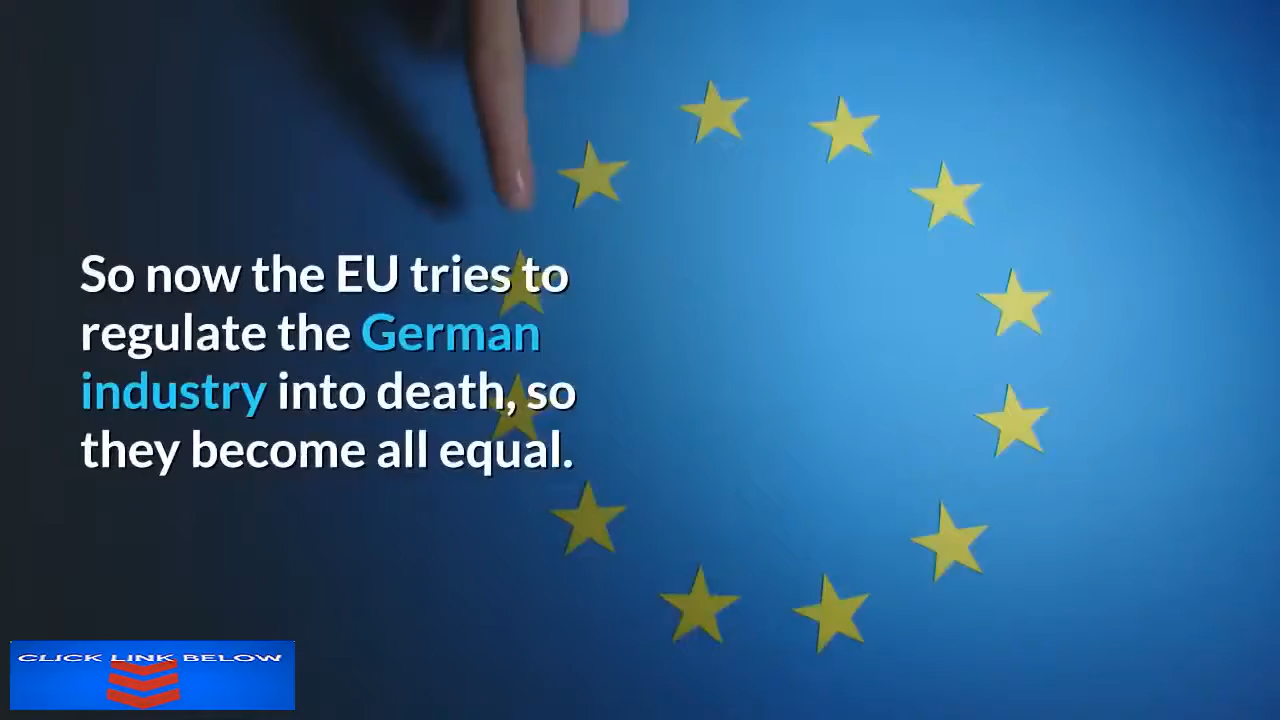 So now the EU tries to
regulate the German
industry into death, so
they become all equal.
CLICK LINK BELOW